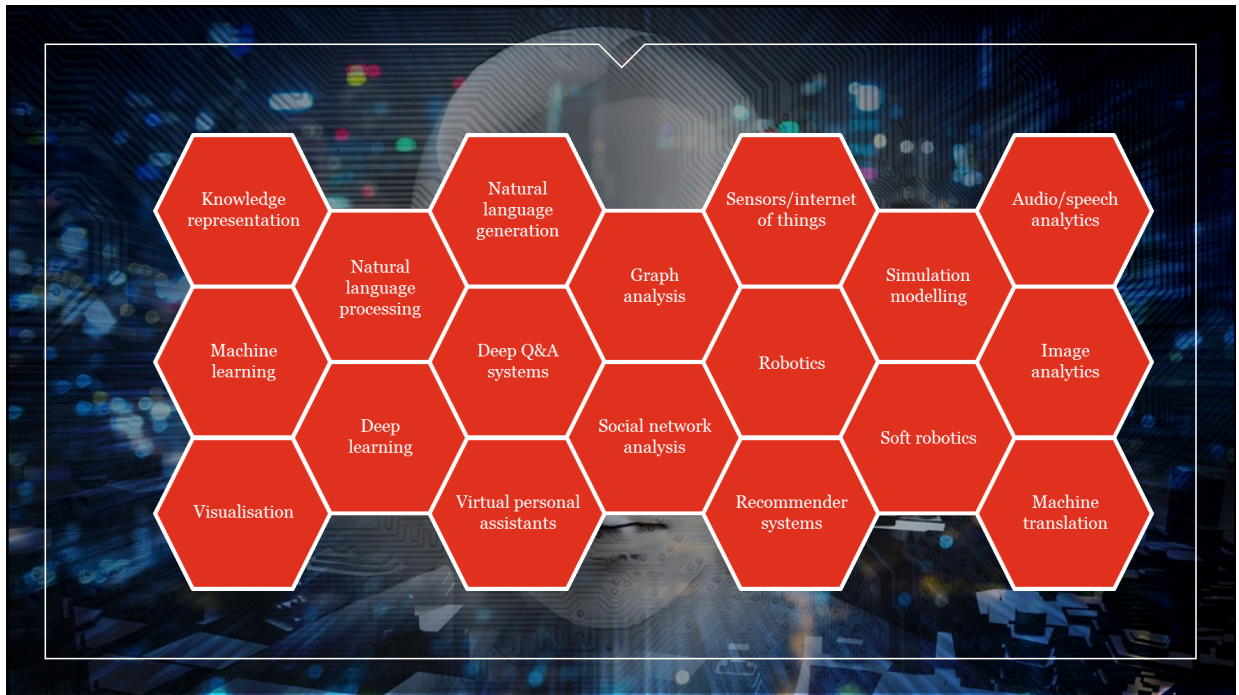 Knowledge
representation
Machine
learning
Visualisation
Natural
language
processing
Deep
learning
Natural
language
generation
Deep Q&A
systems
Virtual personal
assistants
Graph
analysis
Social network
analysis
Sensors/internet
of things
Robotics
Recommender
systems
Simulation
modelling
Soft robotics
Audio/speech
analytics
Image
analytics
Machine
translation